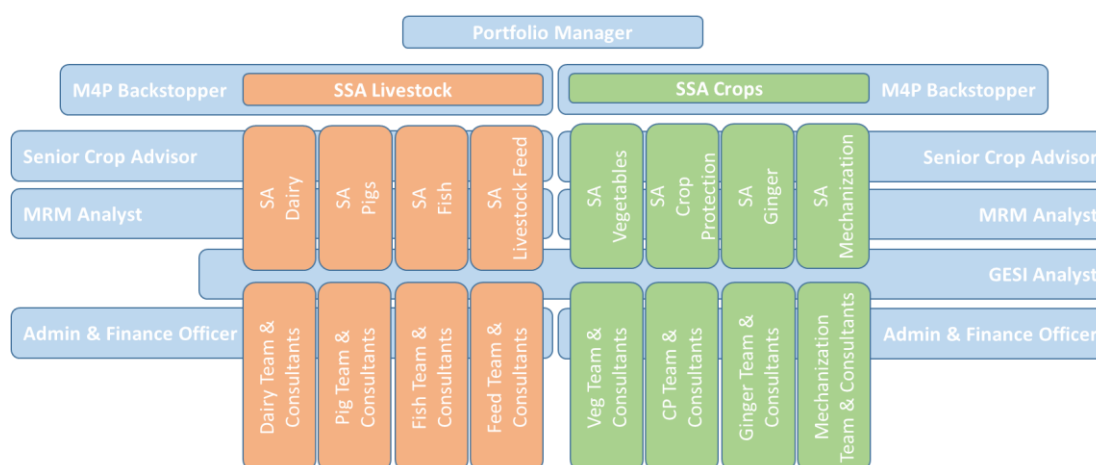 Portfolio Manager
M4P Backstopper
SSA Livestock
SSA Crops
M4P Backstopper
Senior Crop Advisor
Senior Crop Advisor
MRM Analyst
MRM Analyst
SA
Dairy
SA
Pigs
SA
Fish
SA
Livestock Feed
SA
Vegetables
SA
Crop
Protection
SA
Ginger
SA
Mechanization
GESI Analyst
Admin & Finance Officer
Admin & Finance Officer
Dairy Team &
Consultants
Pig Team &
Consultants
Fish Team &
Consultants
Feed Team &
Consultants
Veg Team &
Consultants
CP Team &
Consultants
Ginger Team &
Consultants
Mechanization
Team & Consultants